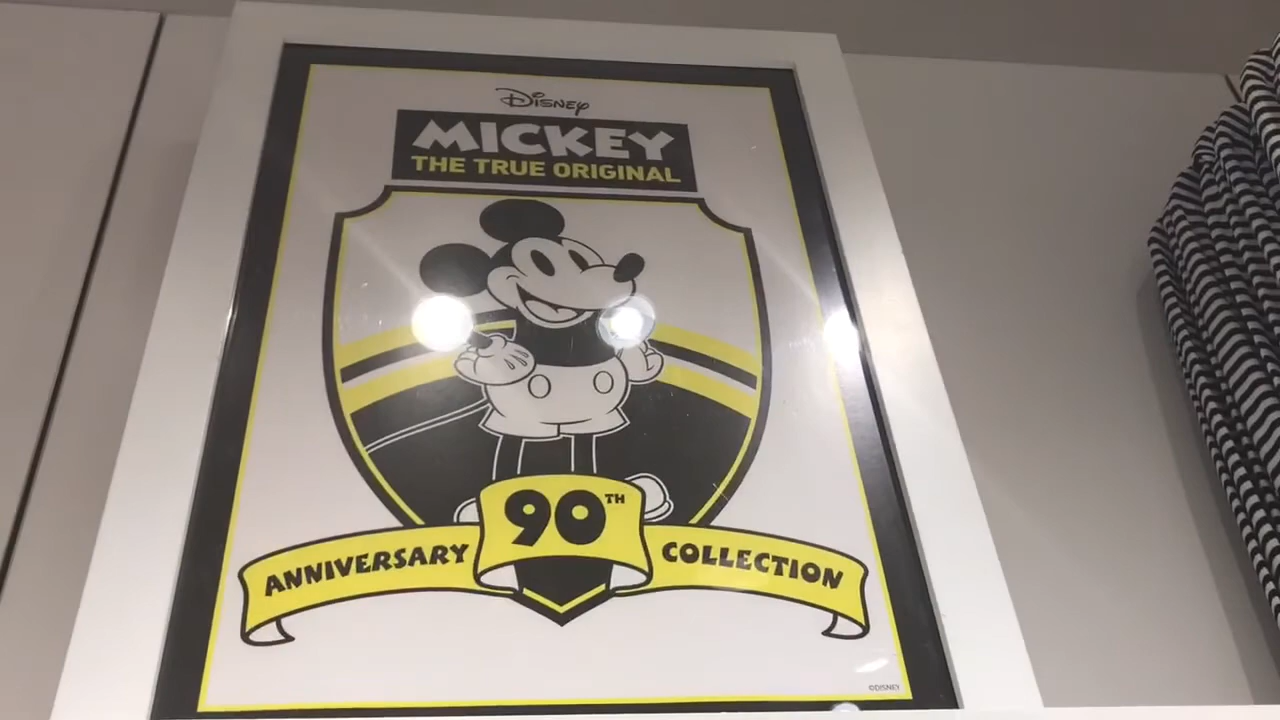 Disney
MICKEY
THE TRUE ORIGINAL
90TH
ANNIVERSARY COLLECTION
©DISNEY